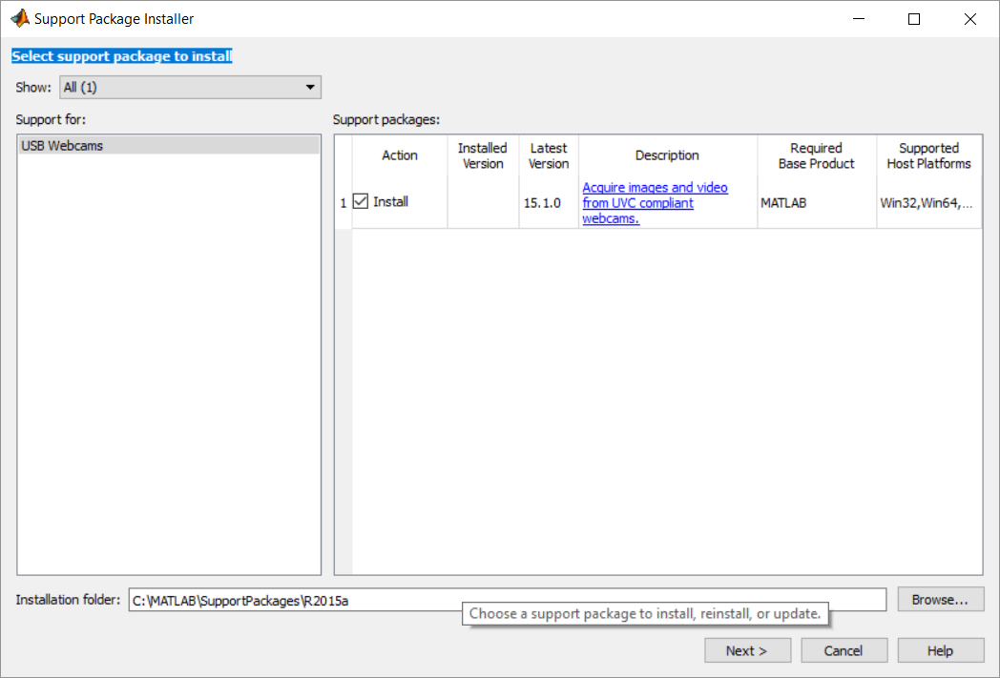 Support Package Installer
Select support package to install
Show: All (1)
Support for:
USB Webcams
Support packages:
Action
Installed
Version
Latest
Version
Description
Required
Base Product
Supported
Host Platforms
1 Install
15.1.0
Acquire images and video
from UVC compliant
webcams.
MATLAB
Win32,Win64,...
Installation folder: C:\MATLAB\SupportPackages\R2015a
Browse...
Choose a support package to install, reinstall, or update.
Next >
Cancel
Help